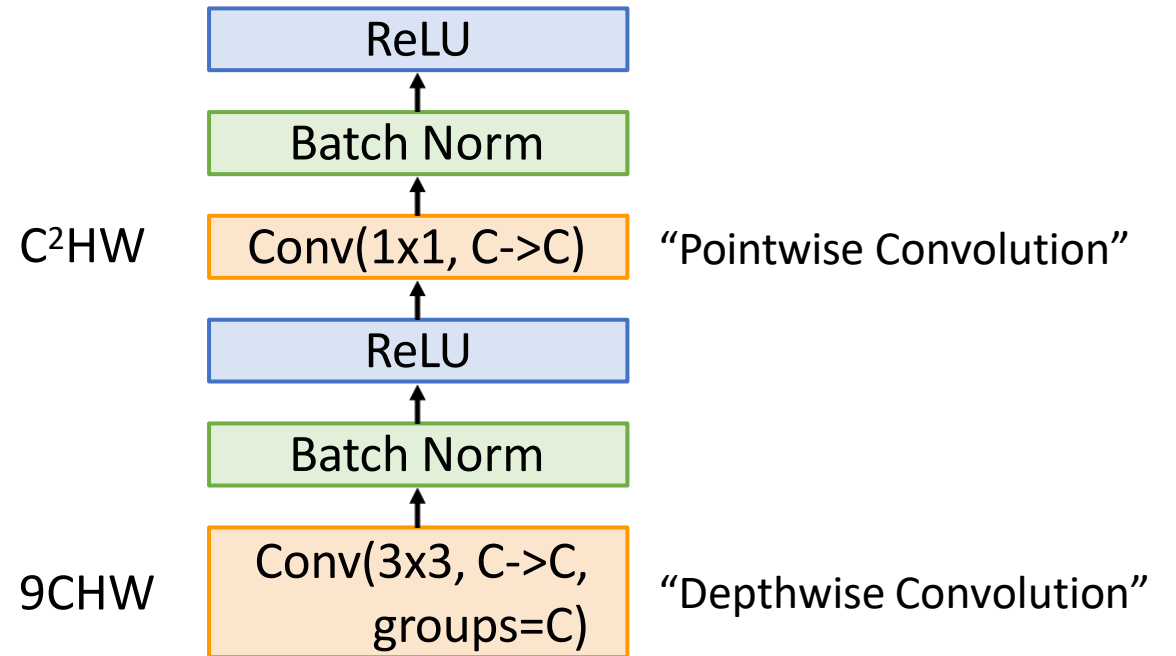 ReLU
Batch Norm
C²HW
Conv(1x1, C->C)
“Pointwise Convolution”
ReLU
Batch Norm
9CHW
Conv(3x3, C->C,
groups=C)
“Depthwise Convolution”